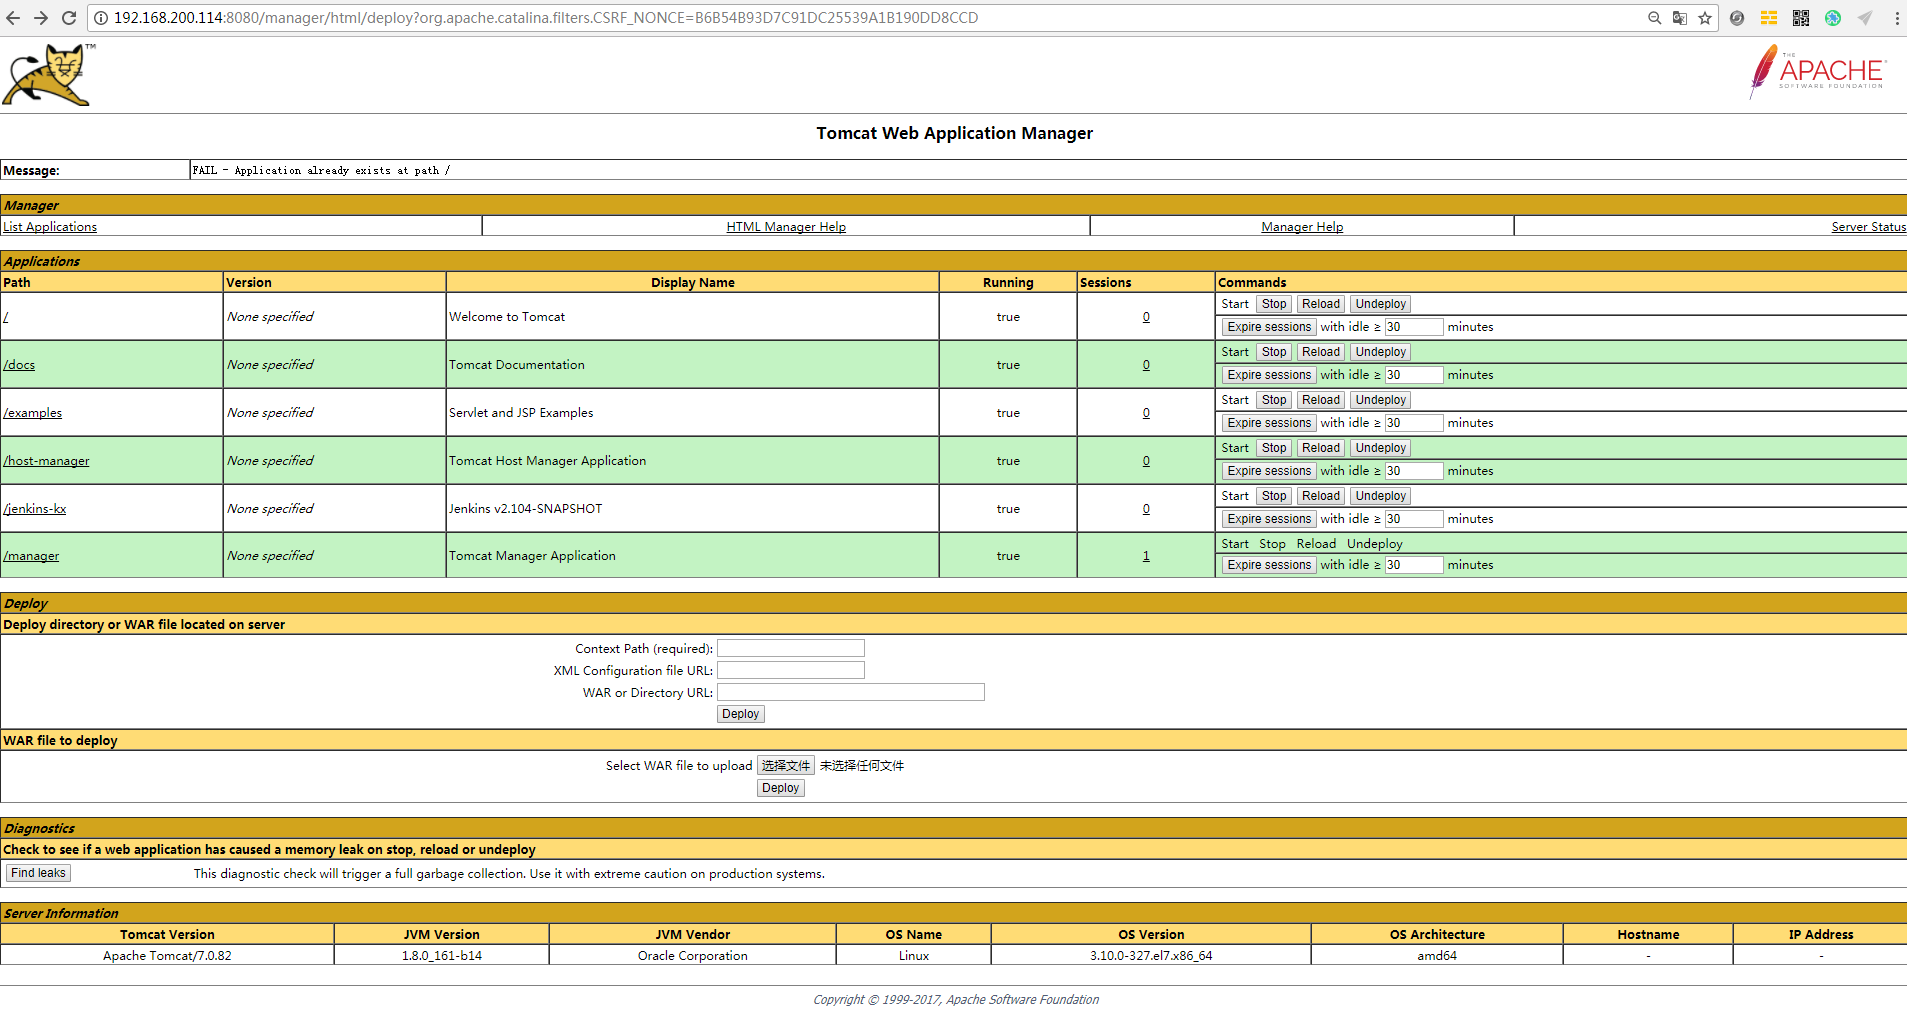 192.168.200.114:8080/manager/html/deploy?org.apache.catalina.filters.CSRF_NONCE=B6B54B93D7C91DC25539A1B190DD8CCD
TM
THE
APACHE
SOFTWARE FOUNDATION
Tomcat Web Application Manager
Message: FAIL - Application already exists at path /
Manager
List Applications HTML Manager Help Manager Help Server Status
Applications
Path Version Display Name Running Sessions Commands
/ None specified Welcome to Tomcat true 0 Start Stop Reload Undeploy
Expire sessions with idle ≥ 30 minutes
/docs None specified Tomcat Documentation true 0 Start Stop Reload Undeploy
Expire sessions with idle ≥ 30 minutes
/examples None specified Servlet and JSP Examples true 0 Start Stop Reload Undeploy
Expire sessions with idle ≥ 30 minutes
/host-manager None specified Tomcat Host Manager Application true 0 Start Stop Reload Undeploy
Expire sessions with idle ≥ 30 minutes
/jenkins-kx None specified Jenkins v2.104-SNAPSHOT true 0 Start Stop Reload Undeploy
Expire sessions with idle ≥ 30 minutes
/manager None specified Tomcat Manager Application true 1 Start Stop Reload Undeploy
Expire sessions with idle ≥ 30 minutes
Deploy
Deploy directory or WAR file located on server
Context Path (required):
XML Configuration file URL:
WAR or Directory URL:
Deploy
WAR file to deploy
Select WAR file to upload 选择文件 未选择任何文件
Deploy
Diagnostics
Check to see if a web application has caused a memory leak on stop, reload or undeploy
Find leaks This diagnostic check will trigger a full garbage collection. Use it with extreme caution on production systems.
Server Information
Tomcat Version JVM Version JVM Vendor OS Name OS Version OS Architecture Hostname IP Address
Apache Tomcat/7.0.82 1.8.0_161-b14 Oracle Corporation Linux 3.10.0-327.el7.x86_64 amd64 - -
Copyright © 1999-2017, Apache Software Foundation